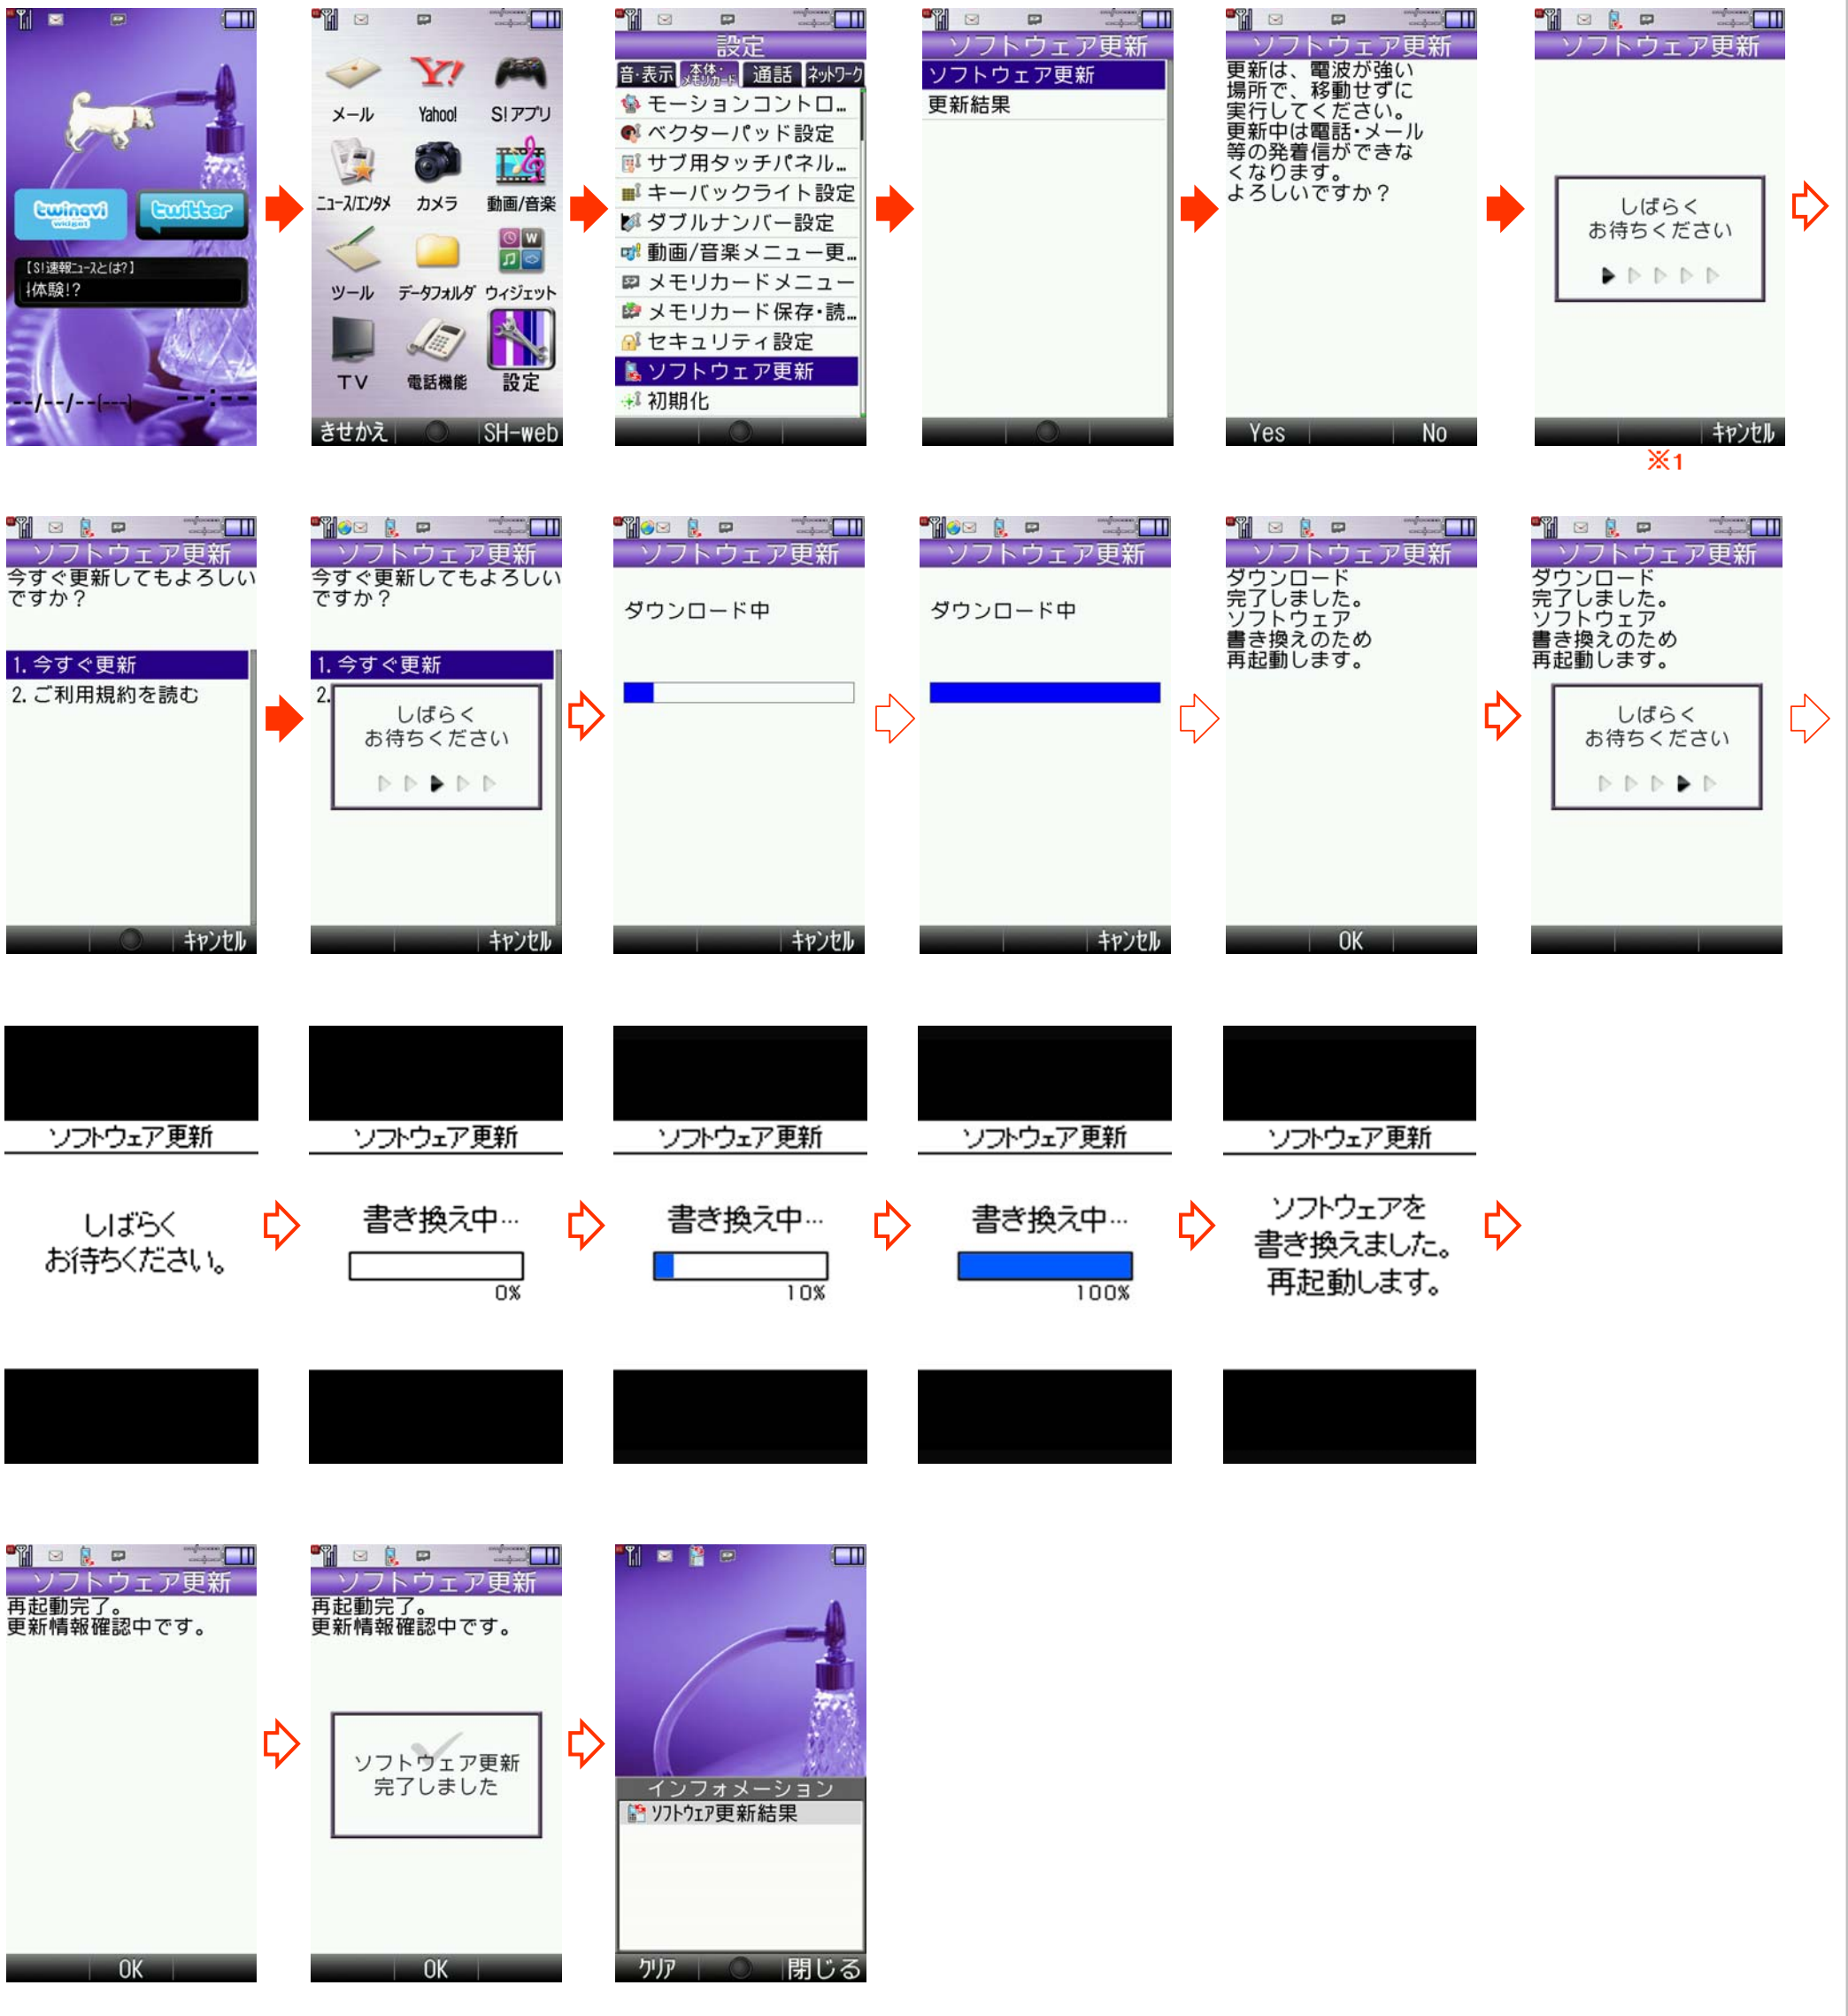 twinavi
widget
twitter
【S!速報ニュースとは?】
体験!?
--/--/--(---)
--:--
メール
Yahoo!
S!アプリ
ニュース/エンタメ
カメラ
動画/音楽
ツール
データフォルダ
ウィジェット
TV
電話機能
設定
きせかえ
SH-web
設定
音・表示
本体・
メモリカード
通話
ネットワーク
モーションコントロ…
ベクターパッド設定
サブ用タッチパネル…
キーバックライト設定
ダブルナンバー設定
動画/音楽メニュー更…
メモリカードメニュー
メモリカード保存・読…
セキュリティ設定
ソフトウェア更新
初期化
ソフトウェア更新
ソフトウェア更新
更新結果
ソフトウェア更新
更新は、電波が強い
場所で、移動せずに
実行してください。
更新中は電話・メール
等の発着信ができな
くなります。
よろしいですか?
Yes
No
ソフトウェア更新
しばらく
お待ちください
キャンセル
※1
ソフトウェア更新
今すぐ更新してもよろしい
ですか?
1.今すぐ更新
2.ご利用規約を読む
キャンセル
ソフトウェア更新
今すぐ更新してもよろしい
ですか?
1.今すぐ更新
2.
しばらく
お待ちください
キャンセル
ソフトウェア更新
ダウンロード中
キャンセル
ソフトウェア更新
ダウンロード中
キャンセル
ソフトウェア更新
ダウンロード
完了しました。
ソフトウェア
書き換えのため
再起動します。
OK
ソフトウェア更新
ダウンロード
完了しました。
ソフトウェア
書き換えのため
再起動します。
しばらく
お待ちください
ソフトウェア更新
しばらく
お待ちください。
ソフトウェア更新
書き換え中…
0%
ソフトウェア更新
書き換え中…
10%
ソフトウェア更新
書き換え中…
100%
ソフトウェア更新
ソフトウェアを
書き換えました。
再起動します。
ソフトウェア更新
再起動完了。
更新情報確認中です。
OK
ソフトウェア更新
再起動完了。
更新情報確認中です。
ソフトウェア更新
完了しました
OK
インフォメーション
ソフトウェア更新結果
クリア
閉じる